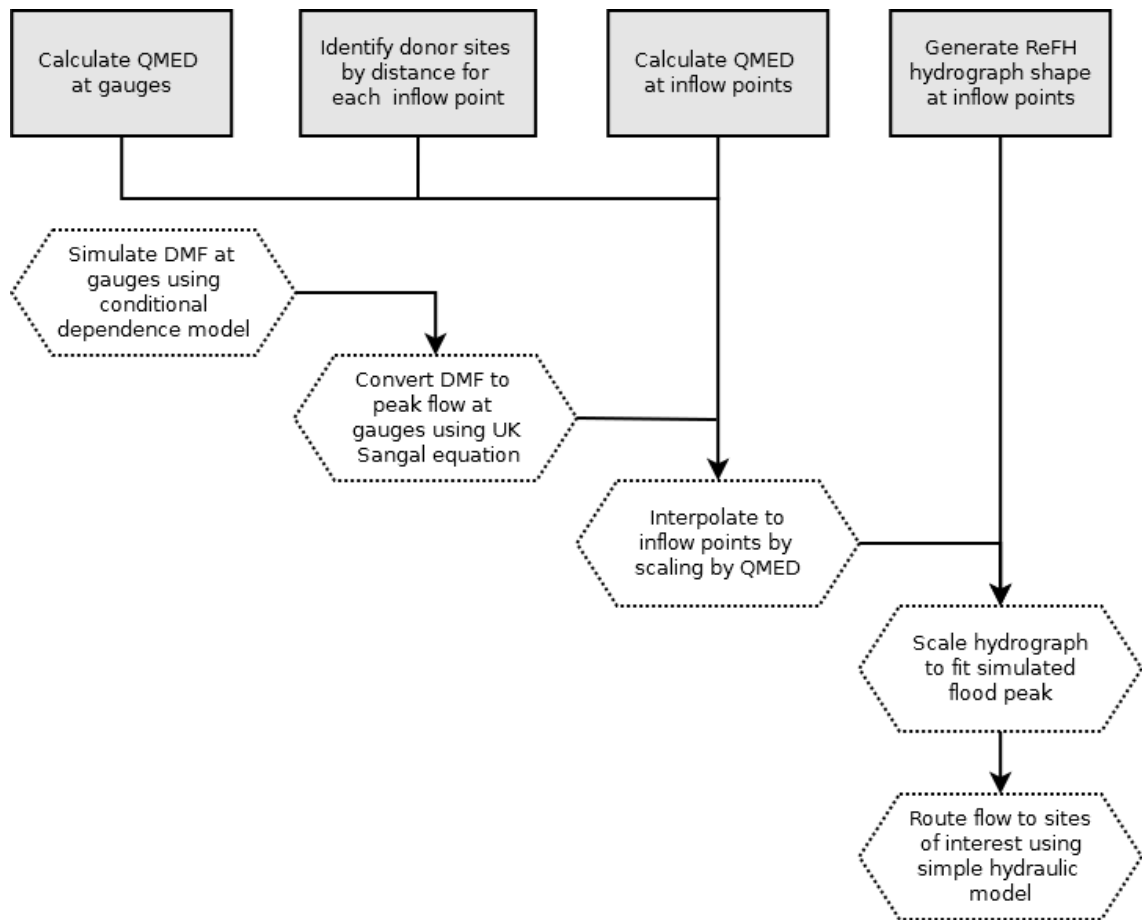 Calculate QMED
at gauges
Identify donor sites
by distance for
each inflow point
Calculate QMED
at inflow points
Generate ReFH
hydrograph shape
at inflow points
Simulate DMF at
gauges using
conditional
dependence model
Convert DMF to
peak flow at
gauges using UK
Sangal equation
Interpolate to
inflow points by
scaling by QMED
Scale hydrograph
to fit simulated
flood peak
Route flow to sites
of interest using
simple hydraulic
model